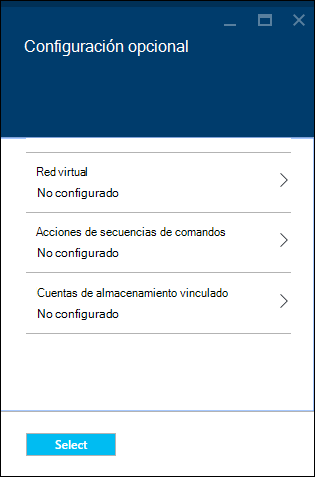 Configuración opcional
Red virtual
No configurado
Acciones de secuencias de comandos
No configurado
Cuentas de almacenamiento vinculado
No configurado
Select